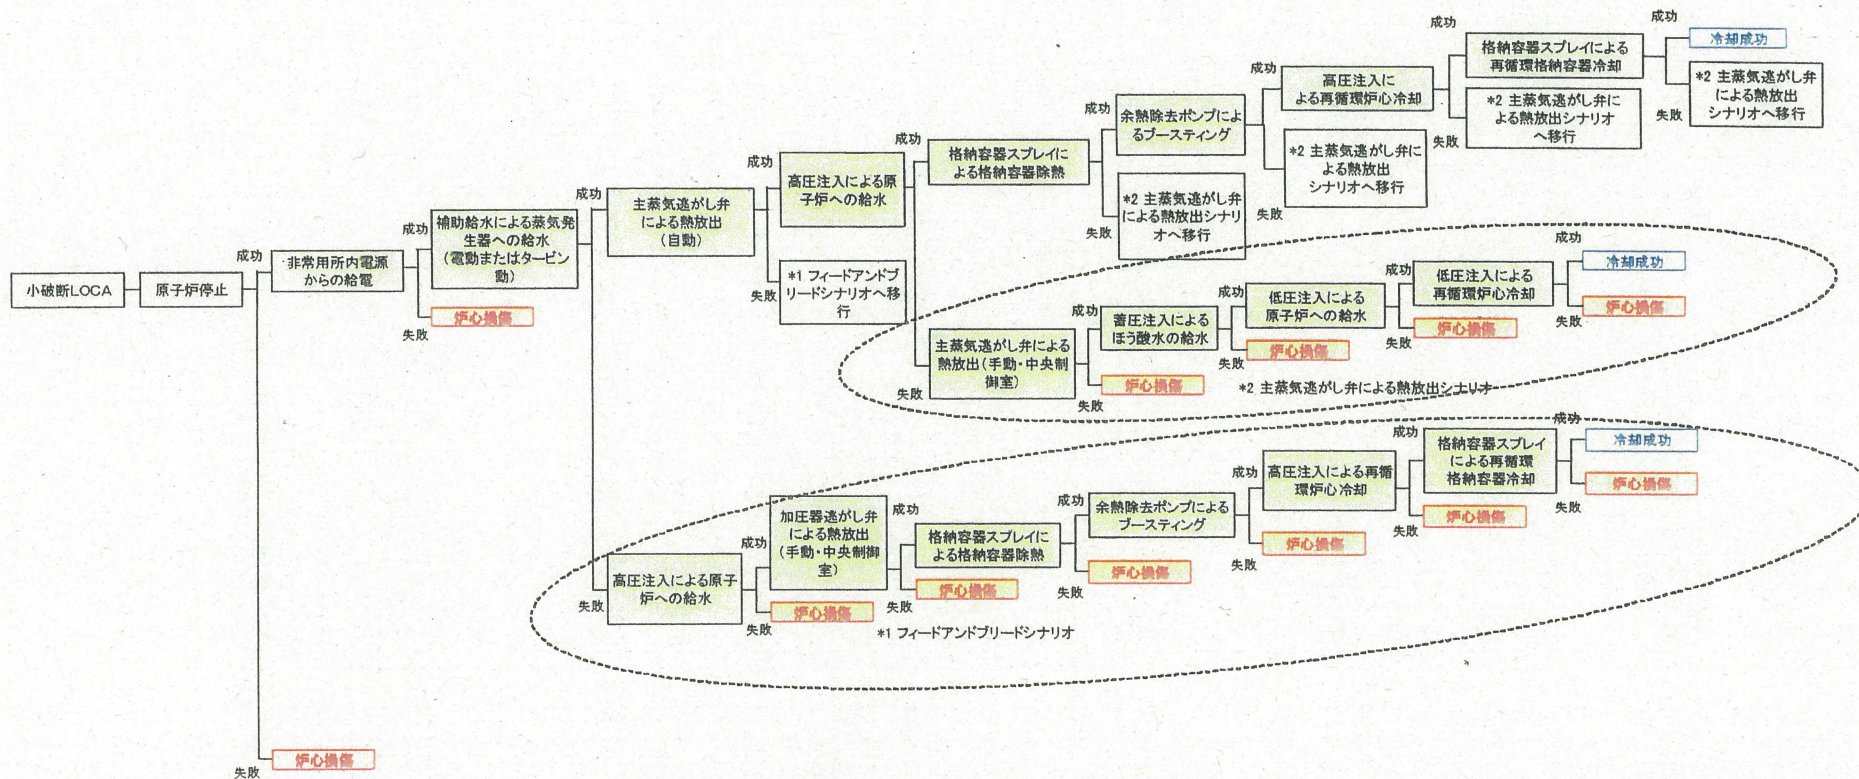 小破断LOCA
原子炉停止
成功
失敗
炉心損傷
非常用所内電源
からの給電
成功
失敗
炉心損傷
補助給水による蒸気発
生器への給水
(電動またはタービン
動)
成功
失敗
主蒸気逃がし弁
による熱放出
(自動)
成功
失敗
*1 フィードアンドブ
リードシナリオへ移
行
高圧注入による原
子炉への給水
成功
失敗
格納容器スプレイに
よる格納容器除熱
成功
失敗
*2 主蒸気逃がし弁
による熱放出シナリ
オへ移行
余熱除去ポンプによ
るブースティング
成功
失敗
*2 主蒸気逃がし弁に
よる熱放出
シナリオへ移行
高圧注入に
よる再循環炉心冷却
成功
失敗
*2 主蒸気逃がし弁に
よる熱放出シナリオ
へ移行
格納容器スプレイによる
再循環格納容器冷却
成功
冷却成功
失敗
*2 主蒸気逃がし弁
による熱放出
シナリオへ移行
主蒸気逃がし弁による
熱放出(手動・中央制
御室)
成功
失敗
炉心損傷
蓄圧注入による
ほう酸水の給水
成功
失敗
炉心損傷
低圧注入による
原子炉への給水
成功
失敗
炉心損傷
低圧注入による
再循環炉心冷却
成功
冷却成功
失敗
炉心損傷
*2 主蒸気逃がし弁による熱放出シナリオ
高圧注入による原子
炉への給水
成功
失敗
炉心損傷
加圧器逃がし弁
による熱放出
(手動・中央制御
室)
成功
失敗
炉心損傷
格納容器スプレイに
よる格納容器除熱
成功
失敗
炉心損傷
余熱除去ポンプによる
ブースティング
成功
失敗
炉心損傷
高圧注入による再循
環炉心冷却
成功
失敗
炉心損傷
格納容器スプレイ
による再循環
格納容器冷却
成功
冷却成功
失敗
炉心損傷
*1 フィードアンドブリードシナリオ